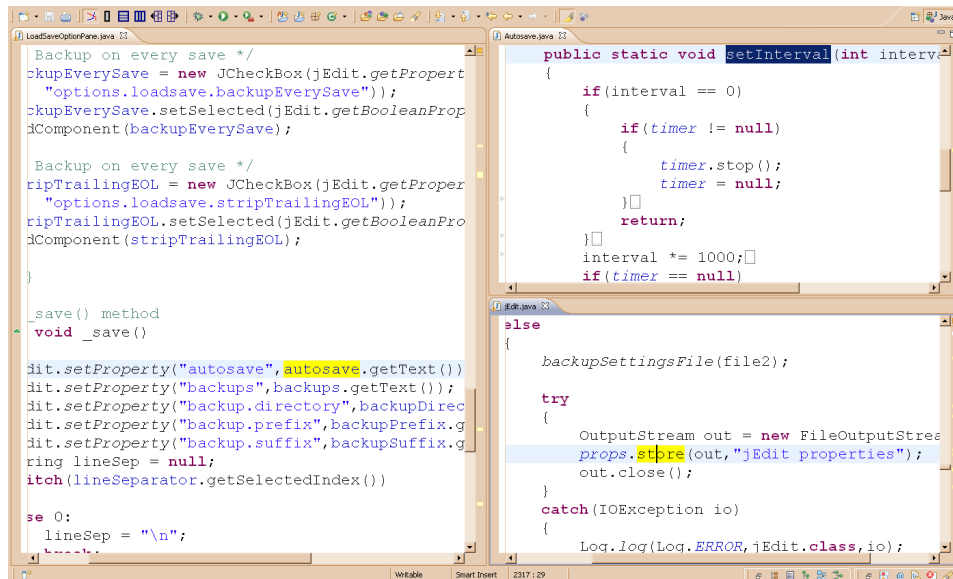 Java
LoadSaveOptionPane.java
Backup on every save */
ckupEverySave = new JCheckBox(jEdit.getPropert
"options.loadsave.backupEverySave"));
ckupEverySave.setSelected(jEdit.getBooleanProp
dComponent(backupEverySave);
Backup on every save */
ripTrailingEOL = new JCheckBox(jEdit.getProper
"options.loadsave.stripTrailingEOL"));
ripTrailingEOL.setSelected(jEdit.getBooleanPro
dComponent(stripTrailingEOL);
}
_save() method
void _save()
dit.setProperty("autosave",autosave.getText())
dit.setProperty("backups",backups.getText());
dit.setProperty("backup.directory",backupDirec
dit.setProperty("backup.prefix",backupPrefix.g
dit.setProperty("backup.suffix",backupSuffix.g
ring lineSep = null;
itch(lineSeparator.getSelectedIndex())
se 0:
lineSep = "\n";
break;
Autosave.java
public static void setInterval(int interva
{
if(interval == 0)
{
if(timer != null)
{
timer.stop();
timer = null;
}
return;
}
interval *= 1000;
if(timer == null)
jEdit.java
else
{
backupSettingsFile(file2);
try
{
OutputStream out = new FileOutputStrea
props.store(out,"jEdit properties");
out.close();
}
catch(IOException io)
{
Log.log(Log.ERROR,jEdit.class,io);
Writable
Smart Insert
2317 : 29